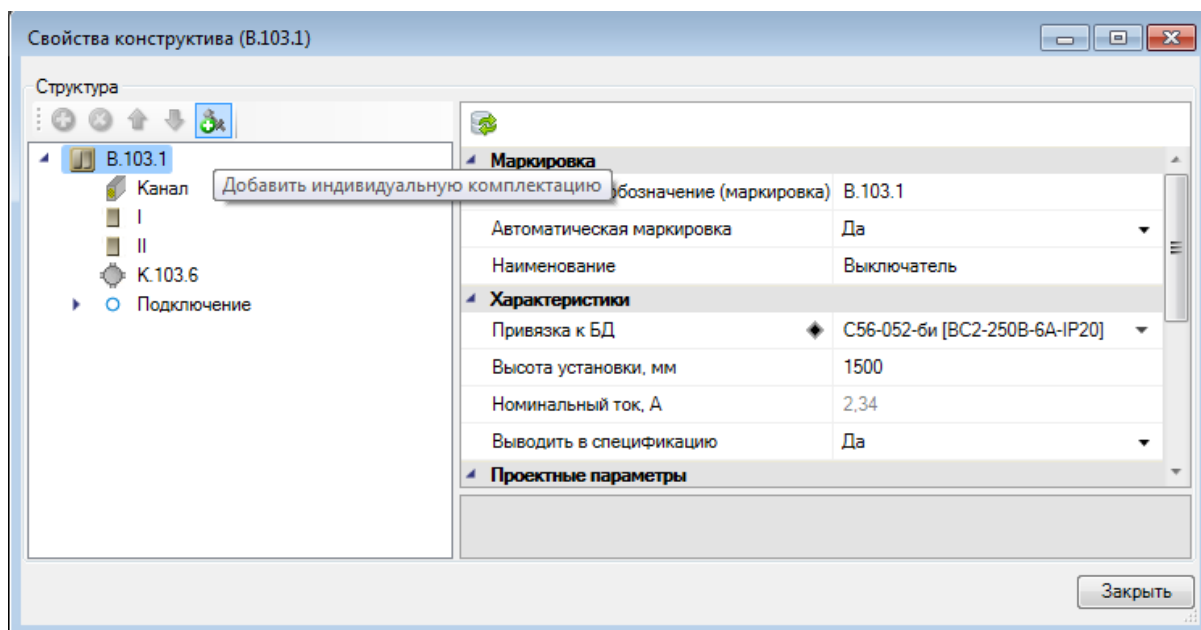 Свойства конструктива (В.103.1)
Структура
В.103.1
Канал
I
II
К.103.6
Подключение
Добавить индивидуальную комплектацию
Маркировка
обозначение (маркировка) В.103.1
Автоматическая маркировка Да
Наименование Выключатель
Характеристики
Привязка к БД С56-052-би [ВС2-250В-6А-IP20]
Высота установки, мм 1500
Номинальный ток, А 2,34
Выводить в спецификацию Да
Проектные параметры
Закрыть